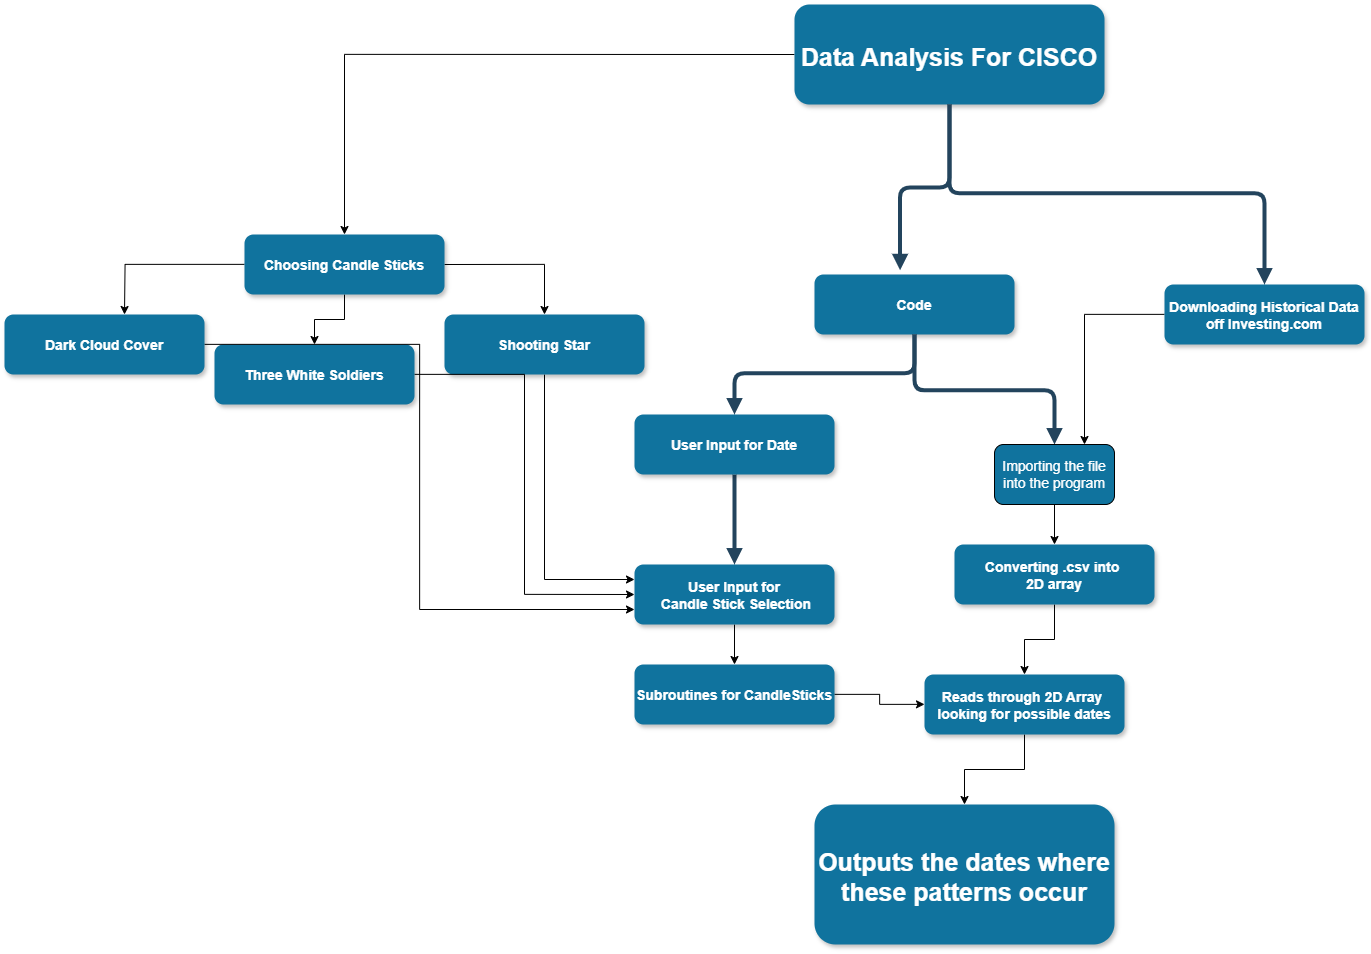 Data Analysis For CISCO
Choosing Candle Sticks
Code
Downloading Historical Data
off Investing.com
Dark Cloud Cover
Three White Soldiers
Shooting Star
User Input for Date
Importing the file
into the program
User Input for
Candle Stick Selection
Converting .csv into
2D array
Subroutines for CandleSticks
Reads through 2D Array
looking for possible dates
Outputs the dates where
these patterns occur